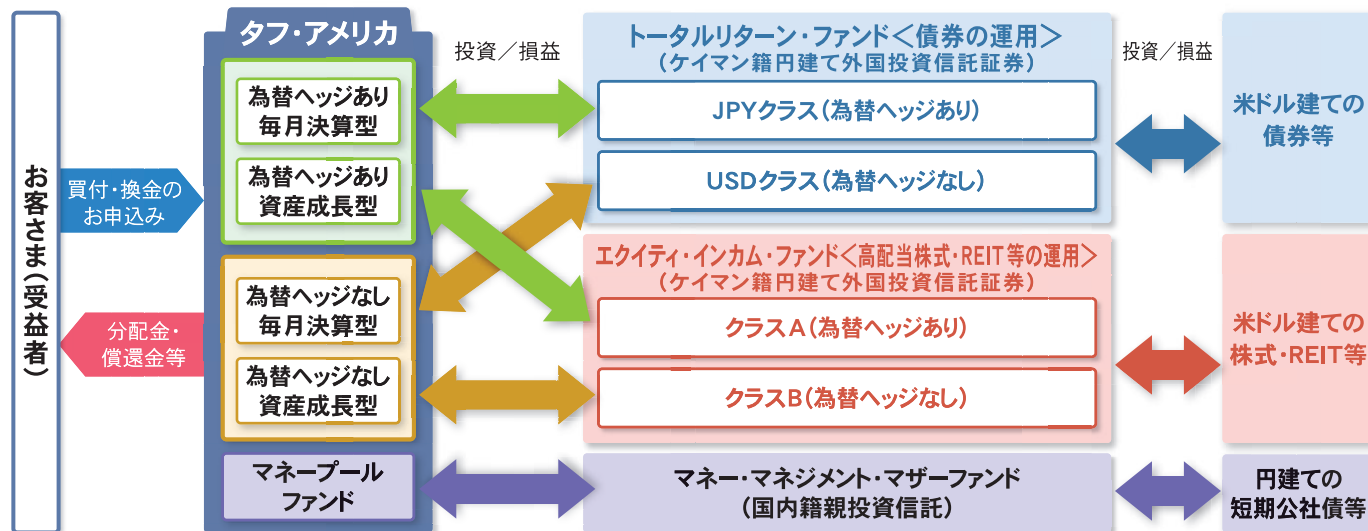 お客さま(受益者)
買付・換金の
お申込み
分配金・
償還金等
タフ・アメリカ
為替ヘッジあり
毎月決算型
為替ヘッジあり
資産成長型
為替ヘッジなし
毎月決算型
為替ヘッジなし
資産成長型
マネープール
ファンド
投資／損益
トータルリターン・ファンド＜債券の運用＞
(ケイマン籍円建て外国投資信託証券)
JPYクラス(為替ヘッジあり)
USDクラス(為替ヘッジなし)
エクイティ・インカム・ファンド＜高配当株式・REIT等の運用＞
(ケイマン籍円建て外国投資信託証券)
クラスA(為替ヘッジあり)
クラスB(為替ヘッジなし)
マネー・マネジメント・マザーファンド
(国内籍親投資信託)
投資／損益
米ドル建ての
債券等
米ドル建ての
株式・REIT等
円建ての
短期公社債等